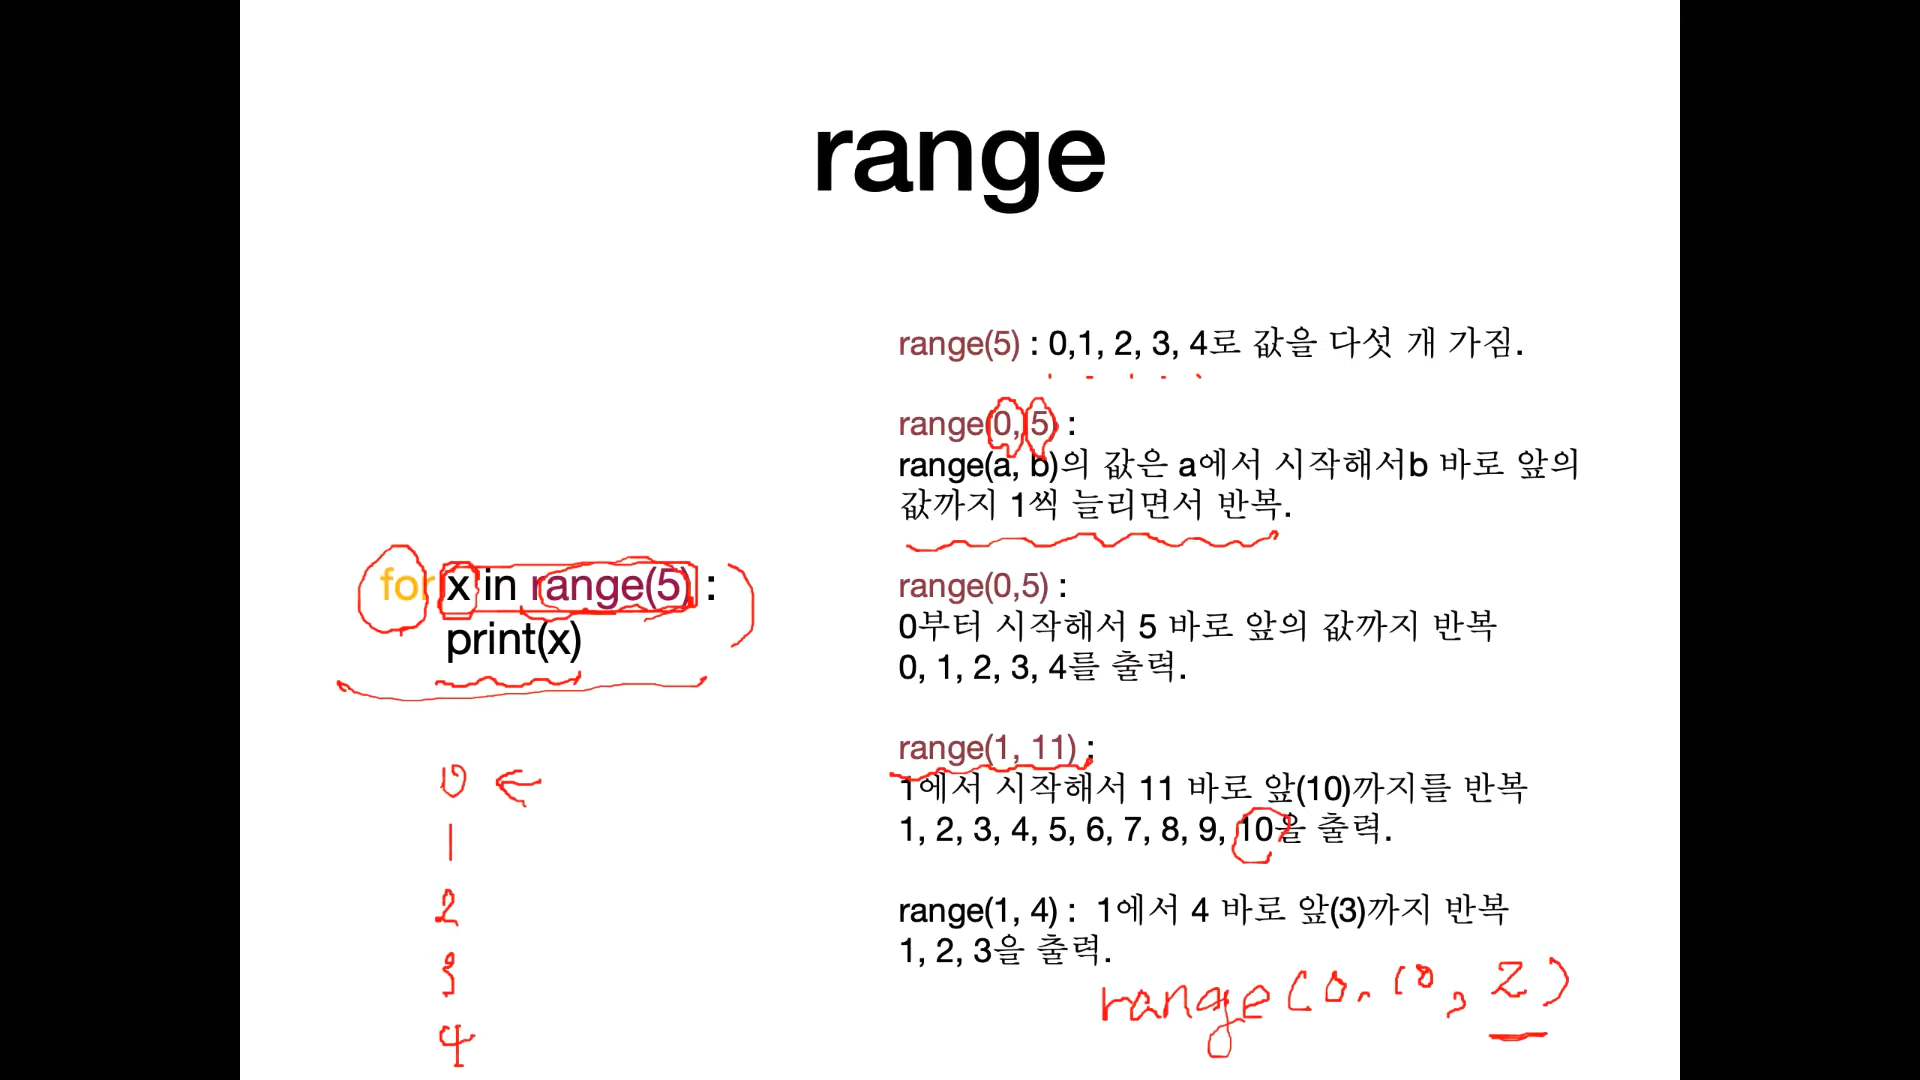 range
for x in range(5) :
print(x)
0
1
2
3
4
range(5) : 0,1, 2, 3, 4로 값을 다섯 개 가짐.
range(0, 5) :
range(a, b)의 값은 a에서 시작해서b 바로 앞의
값까지 1씩 늘리면서 반복.
range(0,5) :
0부터 시작해서 5 바로 앞의 값까지 반복
0, 1, 2, 3, 4를 출력.
range(1, 11) :
1에서 시작해서 11 바로 앞(10)까지를 반복
1, 2, 3, 4, 5, 6, 7, 8, 9, 10을 출력.
range(1, 4) : 1에서 4 바로 앞(3)까지 반복
1, 2, 3을 출력.
range(0, 10, 2)